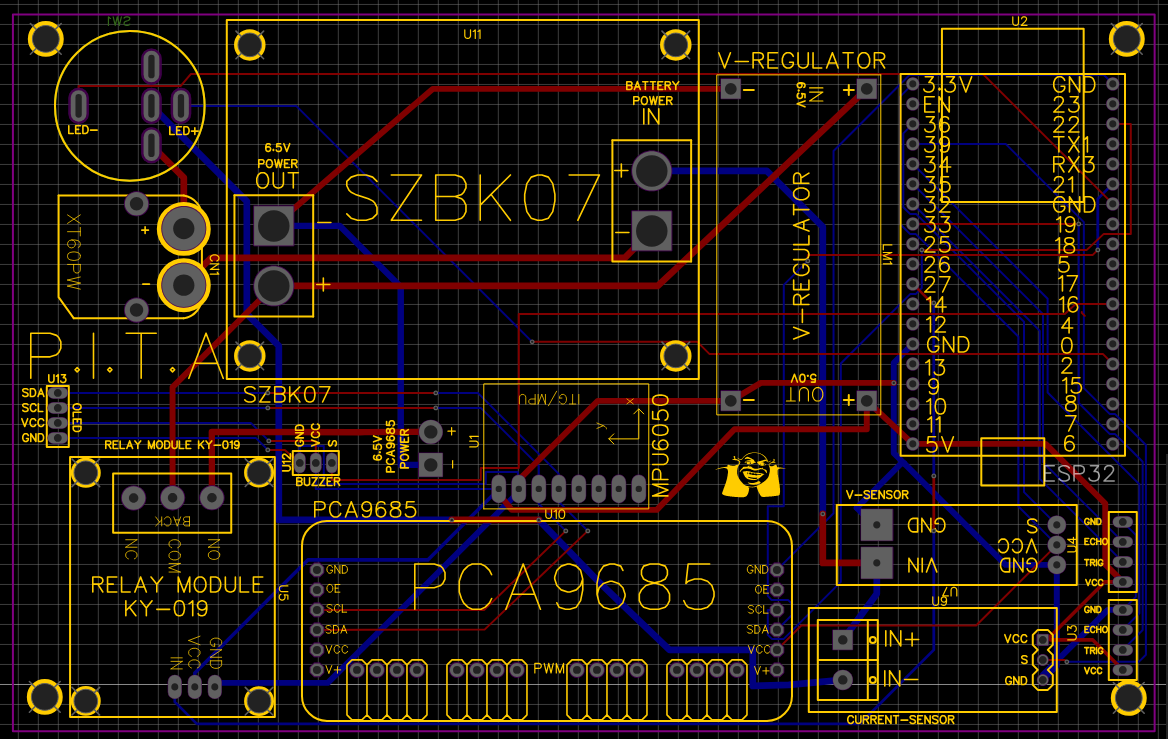 SW1
LED-
LED+
XT60PW
+
-
CN1
P.I.T.A
U11
6.5V
POWER
OUT
-
+
SZBK07
BATTERY
POWER
IN
+
-
SZBK07
V-REGULATOR
-
+
IN
6.5V
V-REGULATOR
5.0V
OUT
-
+
LM1
U2
3.3V
EN
36
39
34
35
32
33
25
26
27
14
12
GND
13
9
10
11
5V
GND
23
22
TX1
RX3
21
GND
19
18
5
17
16
4
0
2
15
8
7
6
ESP32
U13
SDA
SCL
VCC
GND
OLED
RELAY MODULE KY-019
BACK
NC
COM
NO
RELAY MODULE
KY-019
IN
VCC
GND
U5
U12
GND
VCC
S
BUZZER
6.5V
PCA9685
POWER
+
-
U1
ITG/MPU
x
y
MPU6050
PCA9685
U10
GND
OE
SCL
SDA
VCC
V+
PCA9685
PWM
GND
OE
SCL
SDA
VCC
V+
V-SENSOR
GND
VIN
S
VCC
GND
U4
U7
U9
IN+
IN-
VCC
S
GND
CURRENT-SENSOR
GND
ECHO
TRIG
VCC
U3
GND
ECHO
TRIG
VCC